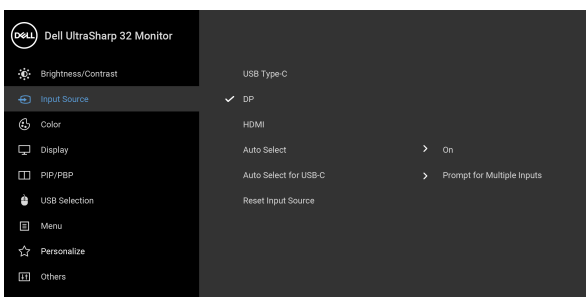 DELL Dell UltraSharp 32 Monitor
Brightness/Contrast USB Type-C
Input Source DP
Color HDMI
Display Auto Select On
PIP/PBP Auto Select for USB-C Prompt for Multiple Inputs
USB Selection Reset Input Source
Menu
Personalize
Others